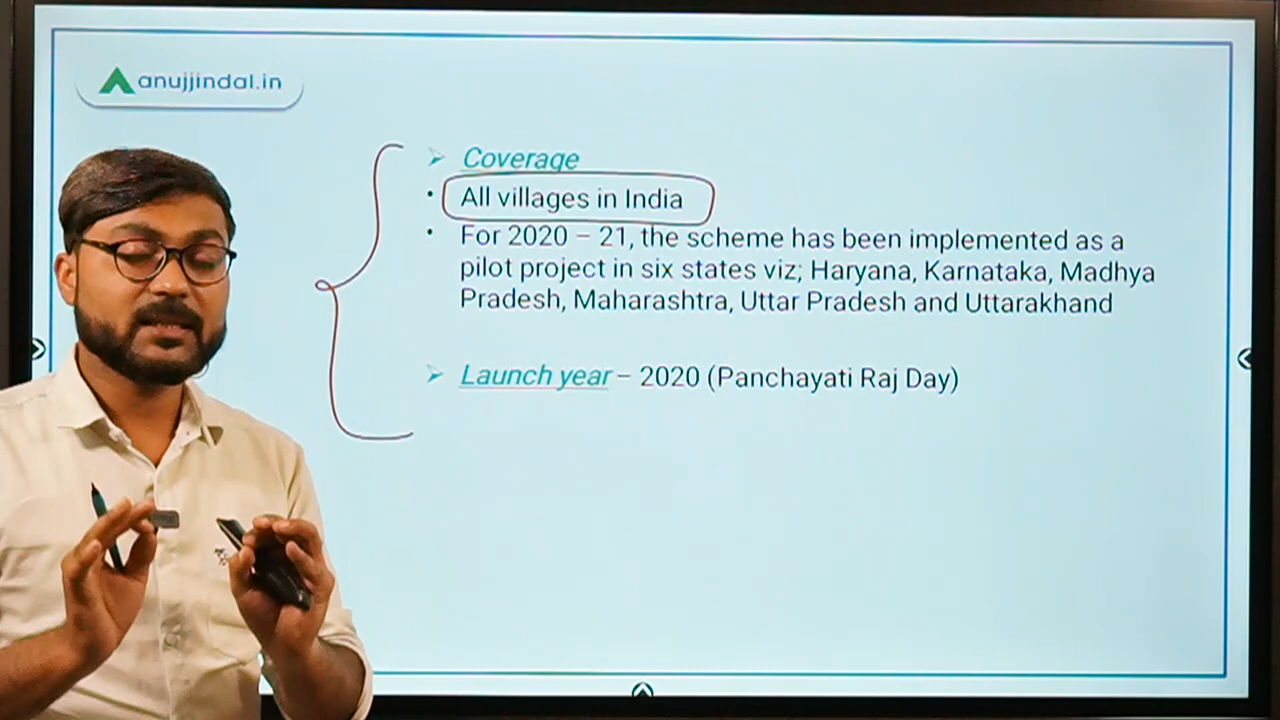 anujjindal.in
➢ Coverage
• All villages in India
• For 2020 – 21, the scheme has been implemented as a
pilot project in six states viz; Haryana, Karnataka, Madhya
Pradesh, Maharashtra, Uttar Pradesh and Uttarakhand
➢ Launch year – 2020 (Panchayati Raj Day)